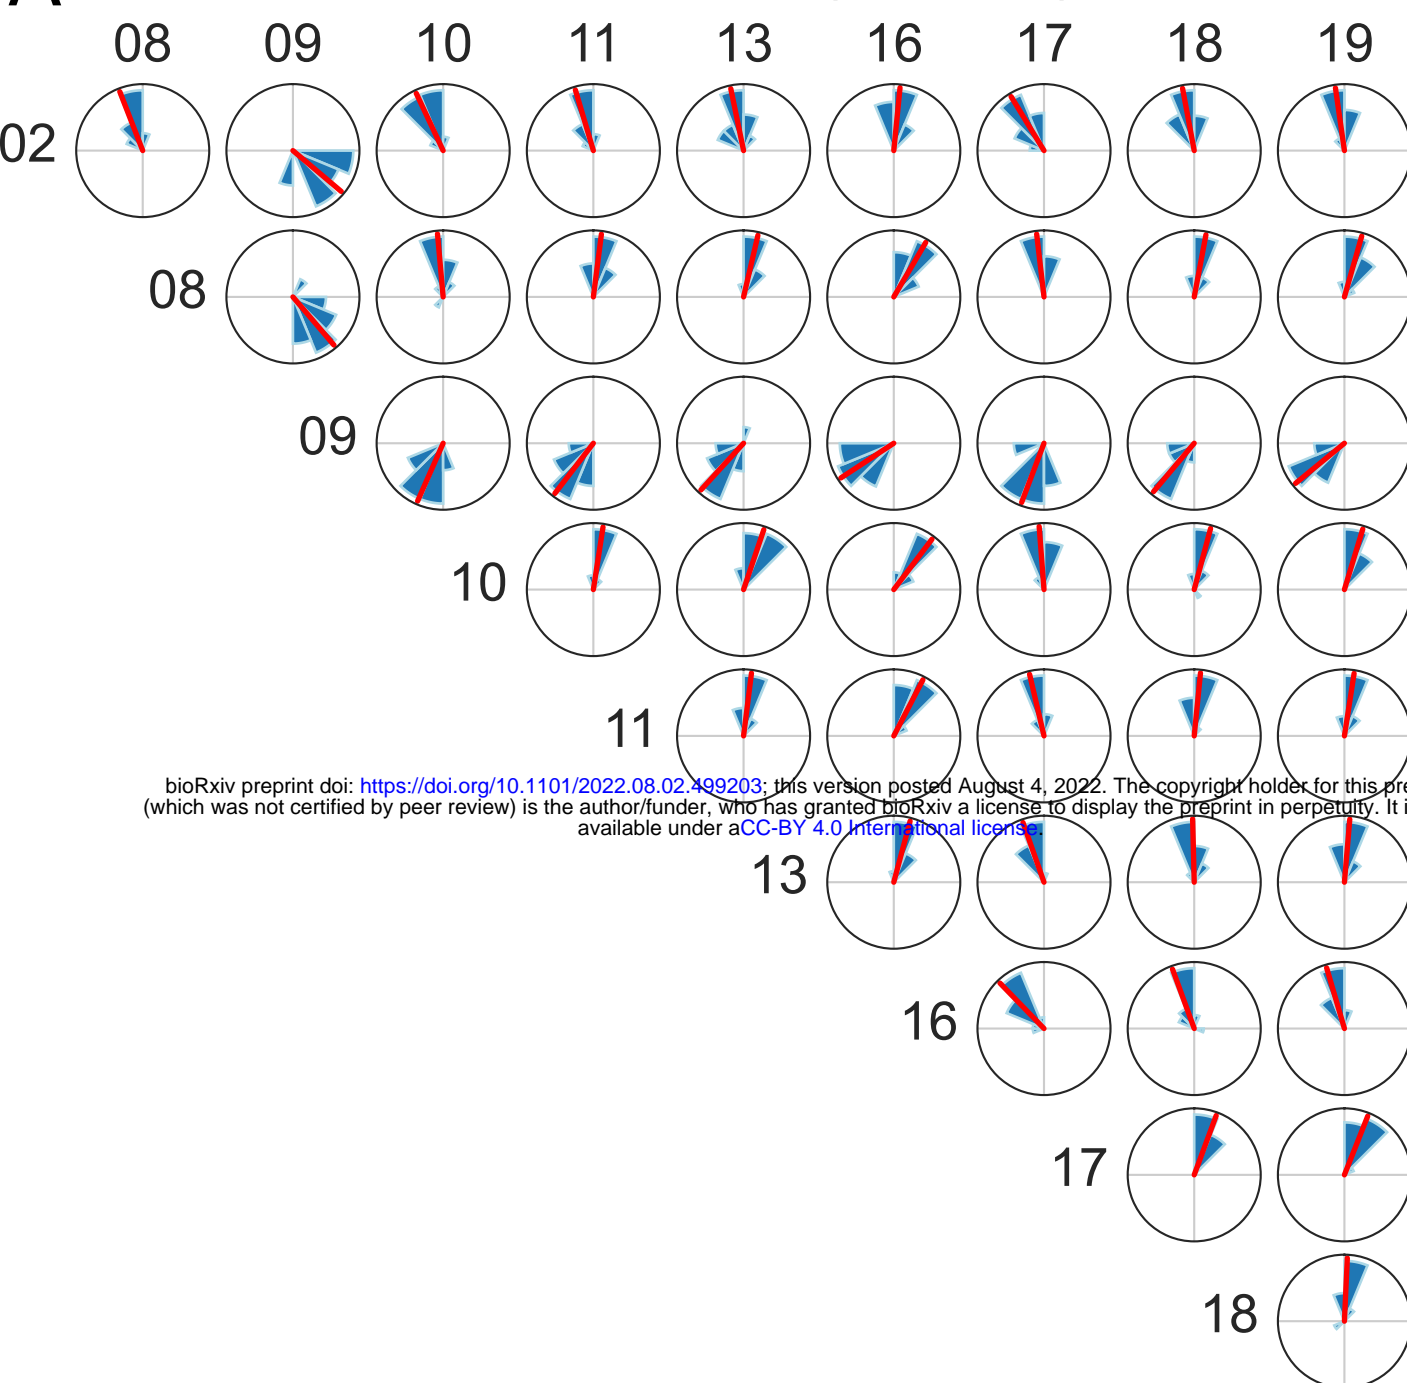 08 09 10 11 13 16 17 18 19
02
08
09
10
11
bioRxiv preprint doi: https://doi.org/10.1101/2022.08.02.499203; this version posted August 4, 2022. The copyright holder for this
(which was not certified by peer review) is the author/funder, who has granted bioRxiv a license to display the preprint in perpetuity. It
available under aCC-BY 4.0 International license.
13
16
17
18